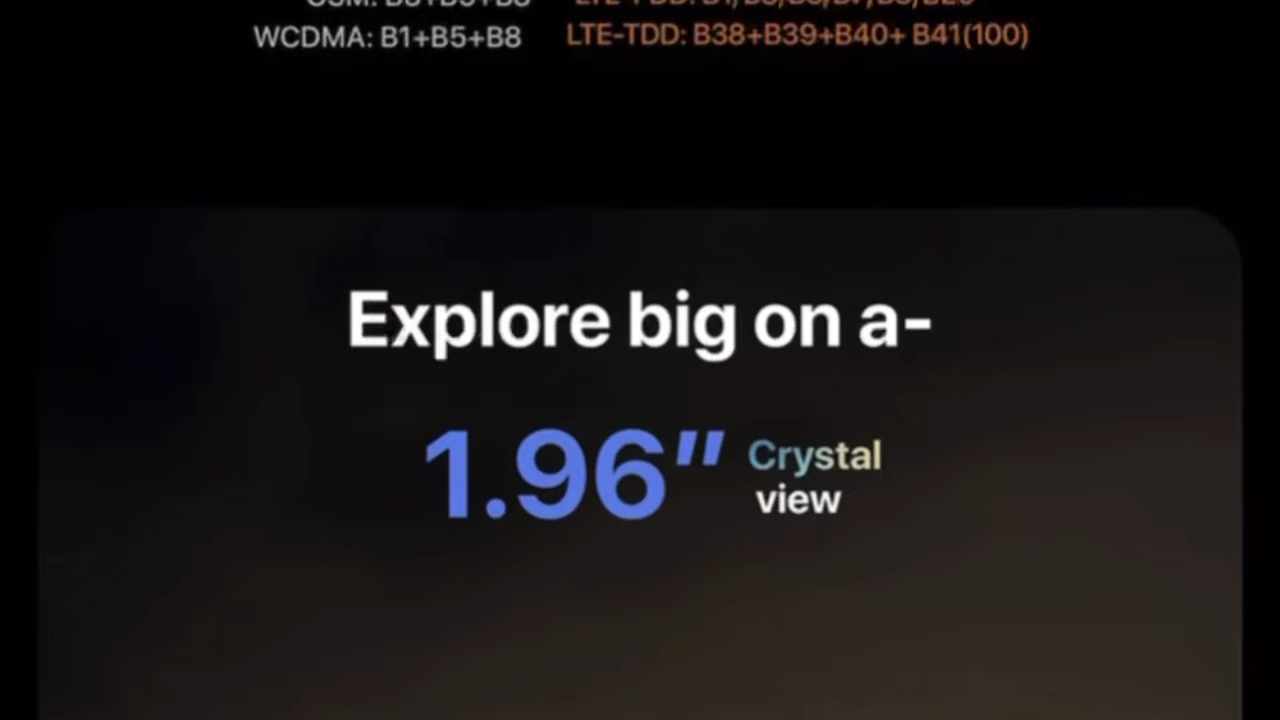 WCDMA: B1+B5+B8
LTE-TDD: B38+B39+B40+ B41(100)
Explore big on a-
1.96"
Crystal
view